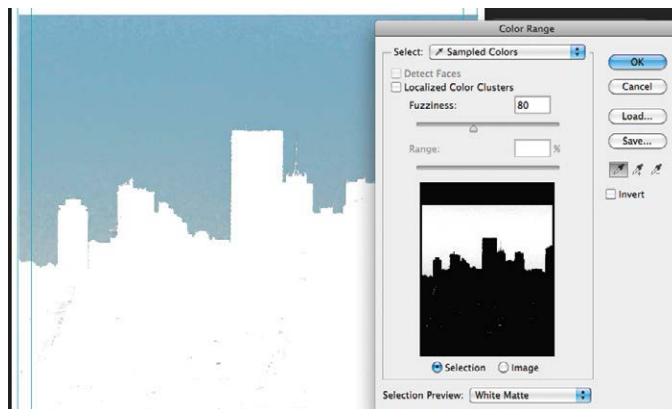 Color Range
Select: Sampled Colors
OK
Detect Faces
Localized Color Clusters
Cancel
Fuzziness: 80
Load...
Range: %
Save...
Invert
Selection Image
Selection Preview: White Matte